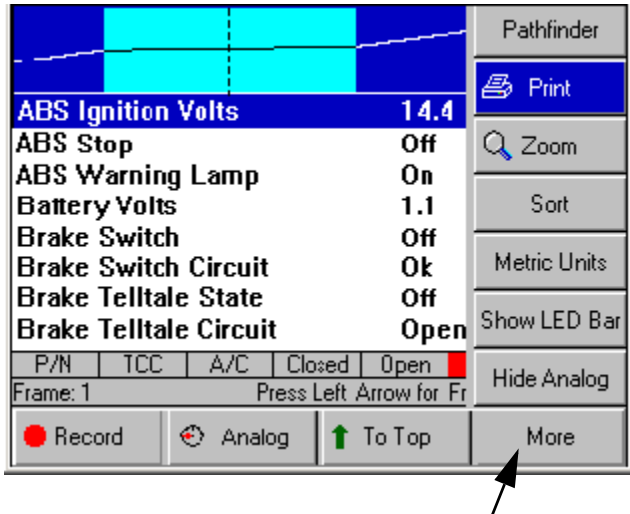 Pathfinder
Print
ABS Ignition Volts 14.4
ABS Stop Off
Zoom
ABS Warning Lamp On
Battery Volts 1.1
Sort
Brake Switch Off
Brake Switch Circuit Ok
Metric Units
Brake Telltale State Off
Brake Telltale Circuit Open
Show LED Bar
P/N TCC A/C Closed Open
Hide Analog
Frame: 1 Press Left Arrow for Fr
Record Analog To Top More